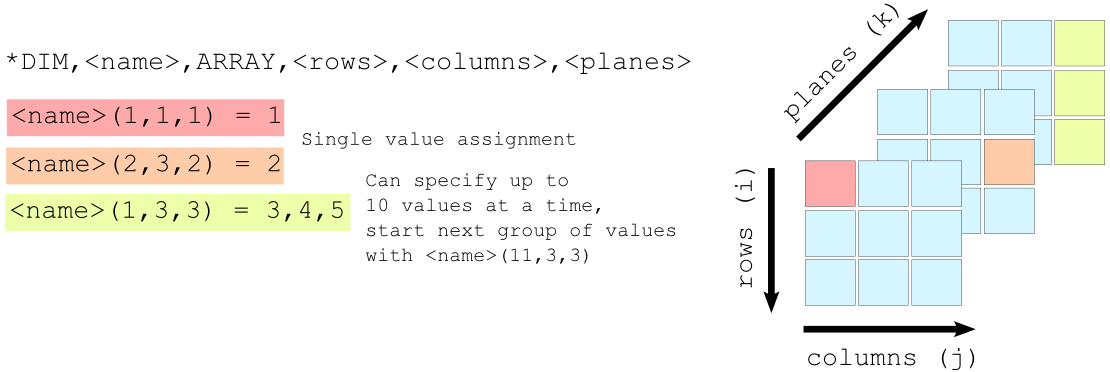 *DIM,<name>,ARRAY,<rows>,<columns>,<planes>
<name>(1,1,1) = 1
Single value assignment
<name>(2,3,2) = 2
<name>(1,3,3) = 3,4,5
Can specify up to
10 values at a time,
start next group of values
with <name>(11,3,3)
planes (k)
rows (i)
columns (j)